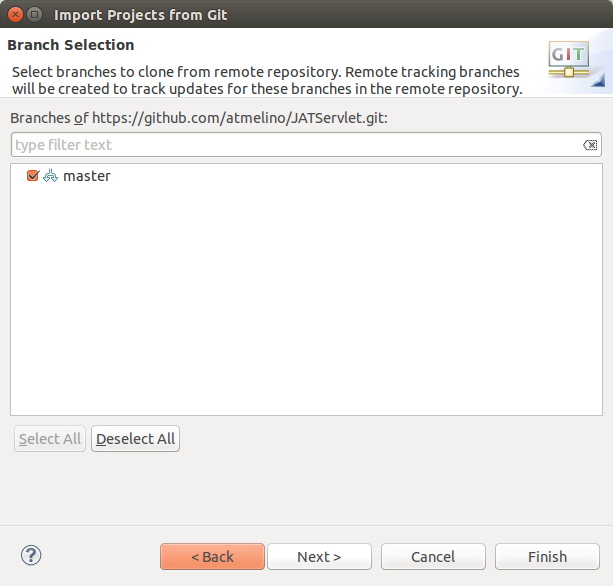 Import Projects from Git
Branch Selection
GIT
Select branches to clone from remote repository. Remote tracking branches
will be created to track updates for these branches in the remote repository.
Branches of https://github.com/atmelino/JATServlet.git:
type filter text
master
Select All
Deselect All
?
< Back
Next >
Cancel
Finish